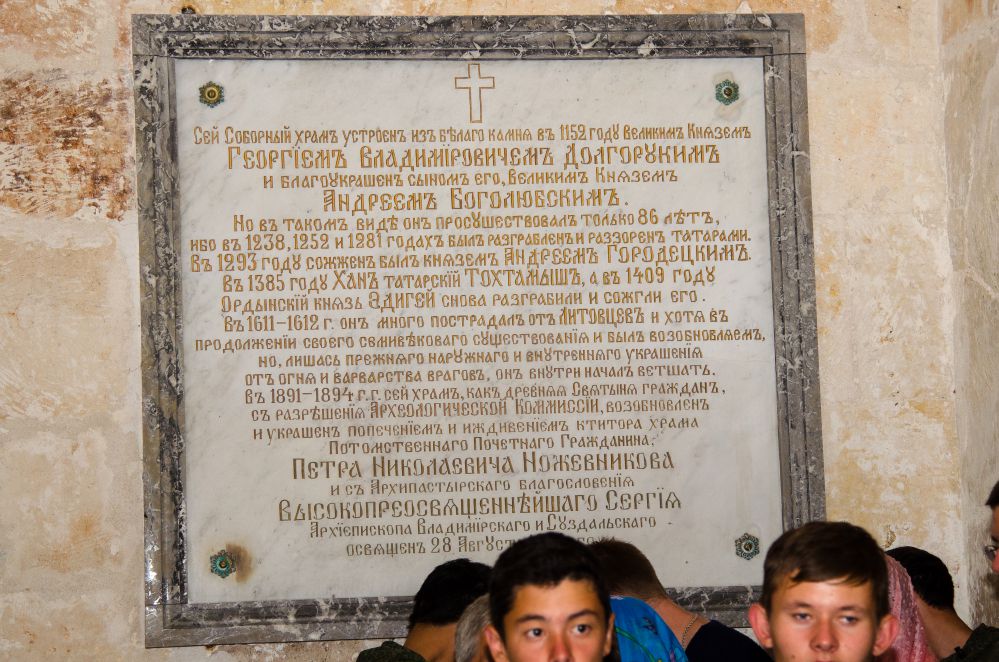 Сей Соборный храмъ устроенъ изъ бѣлаго камня въ 1152 году Великимъ Княземъ
Георгіемъ Владиміровичемъ Долгорукимъ
и благоукрашенъ сыномъ его, Великимъ Княземъ
Андреемъ Боголюбскимъ.
Но въ такомъ видѣ онъ просуществовалъ только 86 лѣтъ,
ибо въ 1238, 1252 и 1281 годахъ былъ разграбленъ и раззоренъ татарами.
Въ 1293 году сожженъ былъ княземъ Андреемъ Городецкимъ.
Въ 1385 году Ханъ татарскій Тохтамышъ, а въ 1409 году
Ордынскій князь Эдигей снова разграбили и сожгли его.
Въ 1611–1612 г. онъ много пострадалъ отъ Литовцевъ и хотя въ
продолженіи своего семивѣковаго существованія и былъ возобновляемъ,
но, лишась прежняго наружнаго и внутренняго украшенія
отъ огня и варварства враговъ, онъ внутри началъ ветшать.
Въ 1891–1894 г.г. сей храмъ, какъ древняя Святыня гражданъ,
съ разрѣшенія Археологической Коммиссіи, возобновленъ
и украшенъ попеченіемъ и иждивеніемъ ктитора храма
Потомственнаго Почетнаго Гражданина:
Петра Николаевича Ножевникова
и съ Архипастырскаго благословенія
Высокопреосвященнѣйшаго Сергія
Архіепископа Владимірскаго и Суздальскаго
освященъ 28 Августа